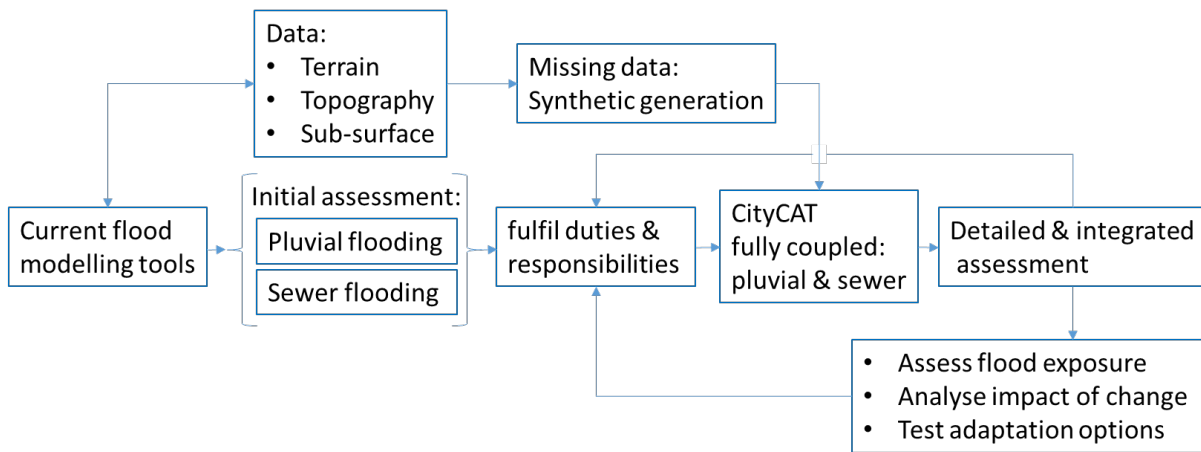 Data:
• Terrain
• Topography
• Sub-surface
Missing data:
Synthetic generation
Current flood
modelling tools
Initial assessment:
Pluvial flooding
Sewer flooding
fulfil duties &
responsibilities
CityCAT
fully coupled:
pluvial & sewer
Detailed & integrated
assessment
• Assess flood exposure
• Analyse impact of change
• Test adaptation options